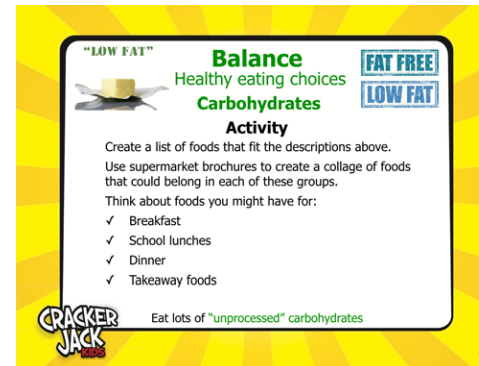 "LOW FAT"
Balance
Healthy eating choices
Carbohydrates
FAT FREE
LOW FAT
Activity
Create a list of foods that fit the descriptions above.
Use supermarket brochures to create a collage of foods
that could belong in each of these groups.
Think about foods you might have for:
✓ Breakfast
✓ School lunches
✓ Dinner
✓ Takeaway foods
Eat lots of "unprocessed" carbohydrates
CRACKER
JACK
KIDS